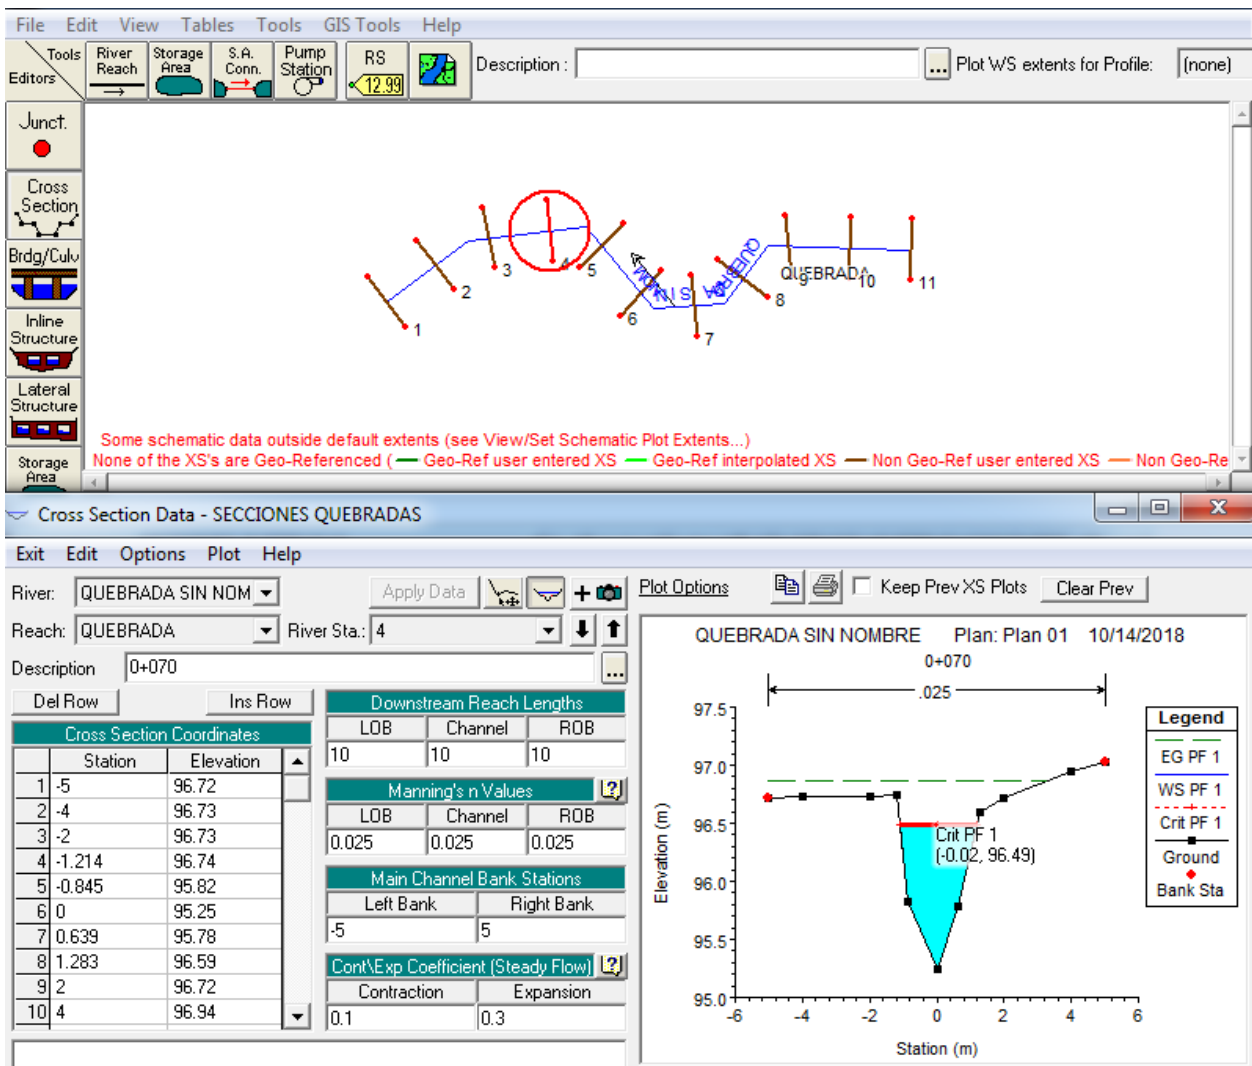 File Edit View Tables Tools GIS Tools Help
Tools
Editors
River Reach
Storage Area
S.A. Conn.
Pump Station
RS
12.99
Description :
...
Plot WS extents for Profile:
(none)
Junct.
Cross Section
Brdg/Culv
Inline Structure
Lateral Structure
Storage Area
1
2
3
4
5
6
7
8
9
10
11
QUEBRADA SIN NOM
QUEBRADA
Some schematic data outside default extents (see View/Set Schematic Plot Extents...)
None of the XS's are Geo-Referenced ( — Geo-Ref user entered XS — Geo-Ref interpolated XS — Non Geo-Ref user entered XS — Non Geo-Re
Cross Section Data - SECCIONES QUEBRADAS
Exit Edit Options Plot Help
River: QUEBRADA SIN NOM
Apply Data
Plot Options
Keep Prev XS Plots
Clear Prev
Reach: QUEBRADA
River Sta.: 4
Description 0+070
...
Del Row Ins Row
Cross Section Coordinates
Station Elevation
1 -5 96.72
2 -4 96.73
3 -2 96.73
4 -1.214 96.74
5 -0.845 95.82
6 0 95.25
7 0.639 95.78
8 1.283 96.59
9 2 96.72
10 4 96.94
Downstream Reach Lengths
LOB Channel ROB
10 10 10
Manning's n Values
LOB Channel ROB
0.025 0.025 0.025
Main Channel Bank Stations
Left Bank Right Bank
-5 5
Cont\Exp Coefficient (Steady Flow)
Contraction Expansion
0.1 0.3
QUEBRADA SIN NOMBRE Plan: Plan 01 10/14/2018
0+070
.025
97.5
97.0
96.5
96.0
95.5
95.0
Elevation (m)
-6 -4 -2 0 2 4 6
Station (m)
Crit PF 1
(-0.02, 96.49)
Legend
EG PF 1
WS PF 1
Crit PF 1
Ground
Bank Sta